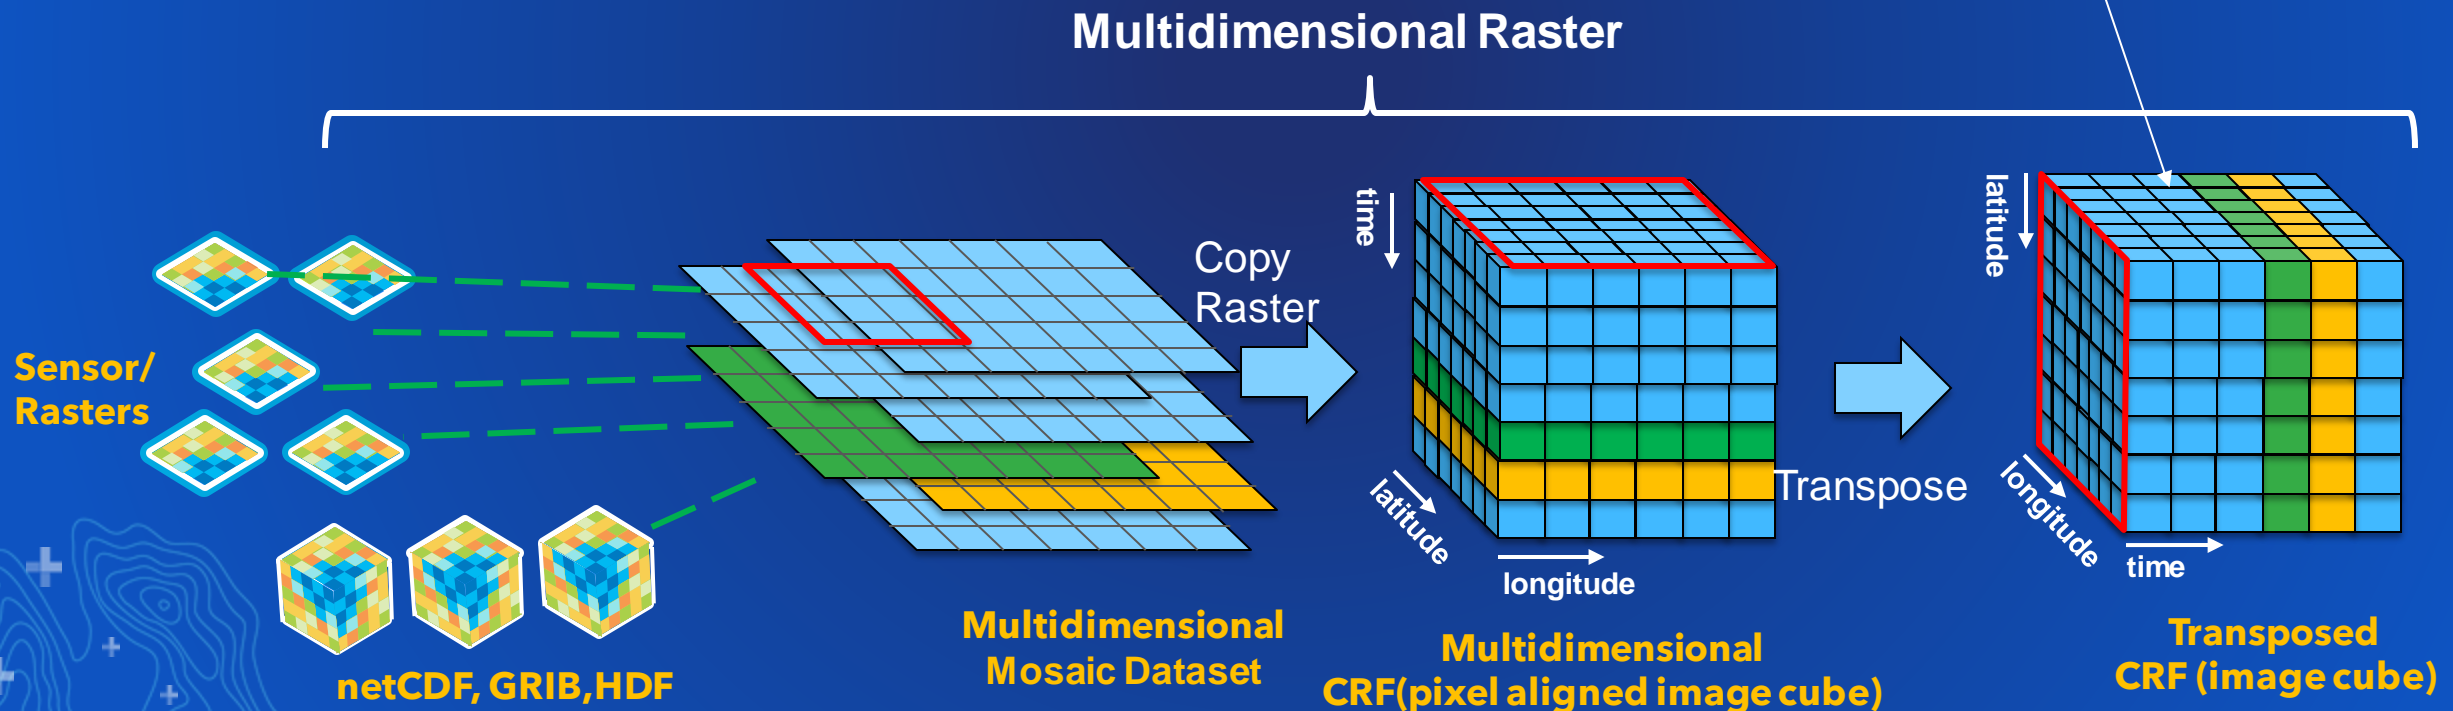 Multidimensional Raster
Sensor/
Rasters
netCDF, GRIB,HDF
Multidimensional
Mosaic Dataset
Copy
Raster
time
latitude
longitude
Multidimensional
CRF(pixel aligned image cube)
Transpose
latitude
longitude
time
Transposed
CRF (image cube)